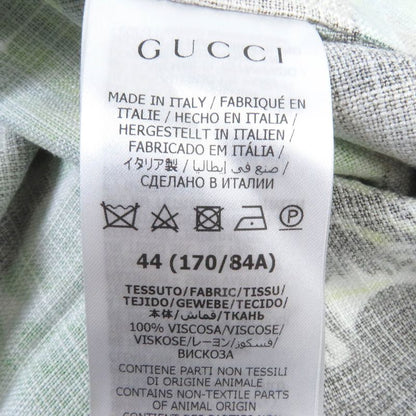 GUCCI
MADE IN ITALY / FABRIQUÉ EN
ITALIE / HECHO EN ITALIA /
HERGESTELLT IN ITALIEN /
FABRICADO EM ITÁLIA /
イタリア製 / صنع في إيطاليا /
СДЕЛАНО В ИТАЛИИ
P
44 (170/84A)
TESSUTO/FABRIC/TISSU/
TEJIDO/GEWEBE/TECIDO/
本体/قماش/ТКАНЬ
100% VISCOSA/VISCOSE/
VISKOSE/レーヨン/فسكوز/
ВИСКОЗА
CONTIENE PARTI NON TESSILI
DI ORIGINE ANIMALE
CONTAINS NON-TEXTILE PARTS
OF ANIMAL ORIGIN